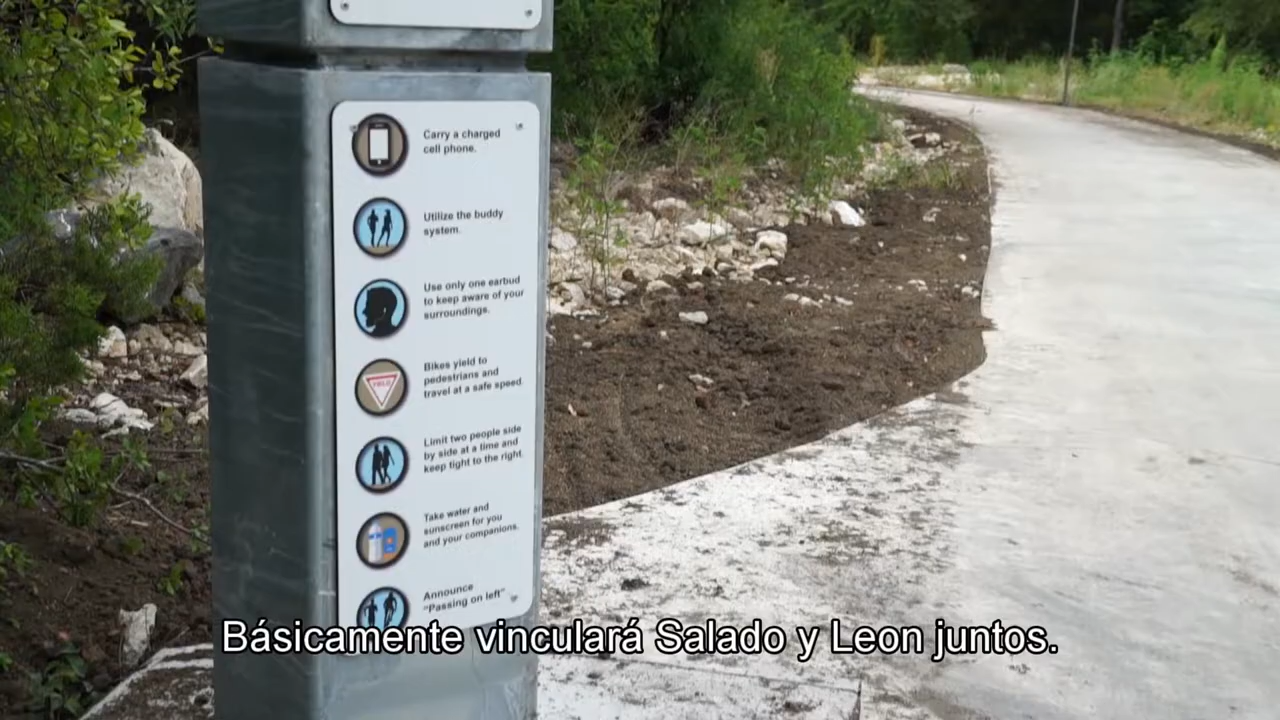 Carry a charged
cell phone.
Utilize the buddy
system.
Use only one earbud
to keep aware of your
surroundings.
YIELD
Bikes yield to
pedestrians and
travel at a safe speed.
Limit two people side
by side at a time and
keep tight to the right.
Take water and
sunscreen for you
and your companions.
Announce
"Passing on left"
Básicamente vinculará Salado y Leon juntos.